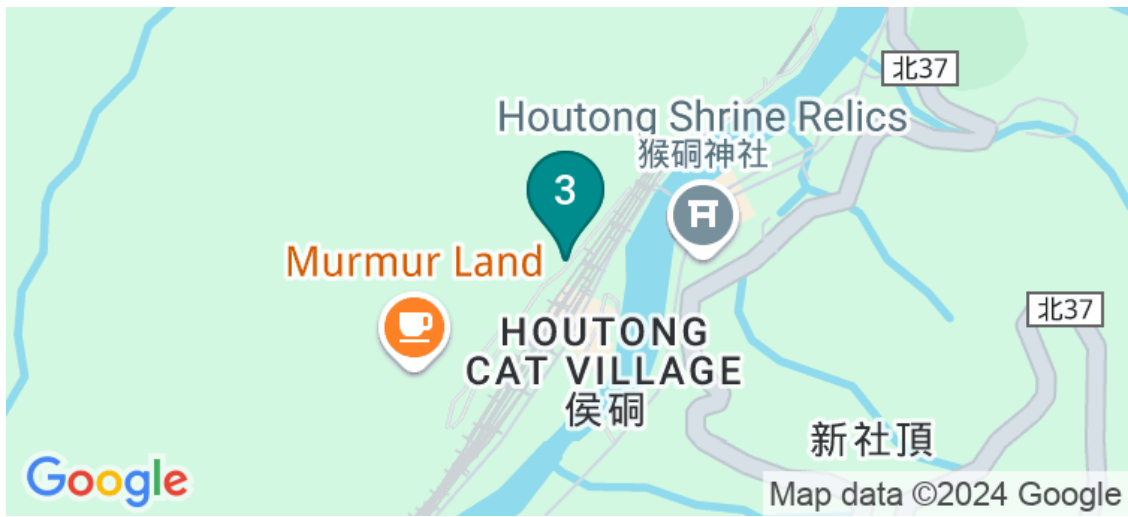 北37
Houtong Shrine Relics
猴硐神社
3
Murmur Land
北37
HOUTONG
CAT VILLAGE
侯硐
新社頂
Google
Map data ©2024 Google